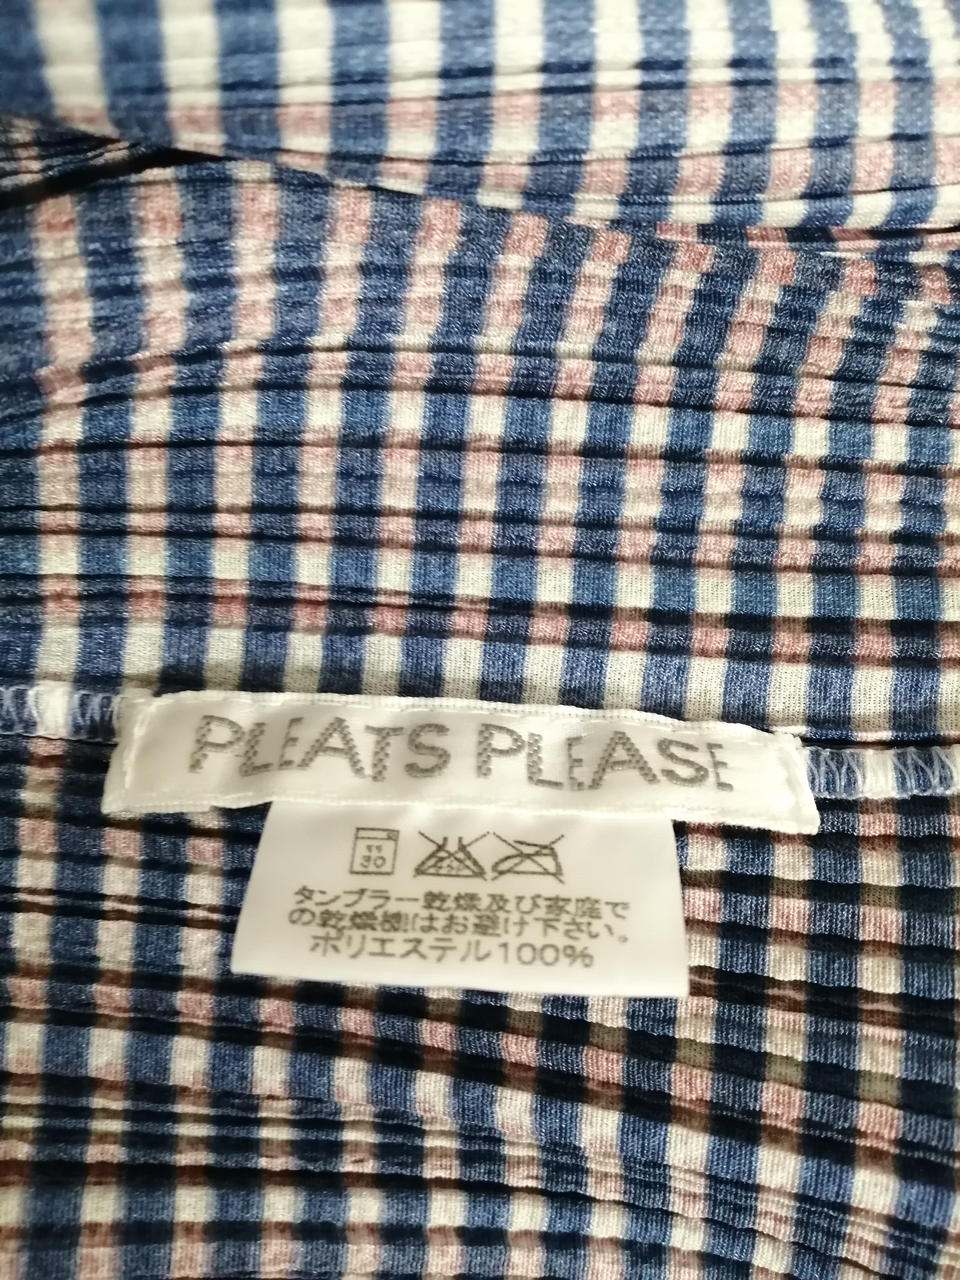 PLEATS PLEASE
30
タンブラー乾燥及び家庭で
の乾燥機はお避け下さい。
ポリエステル100%